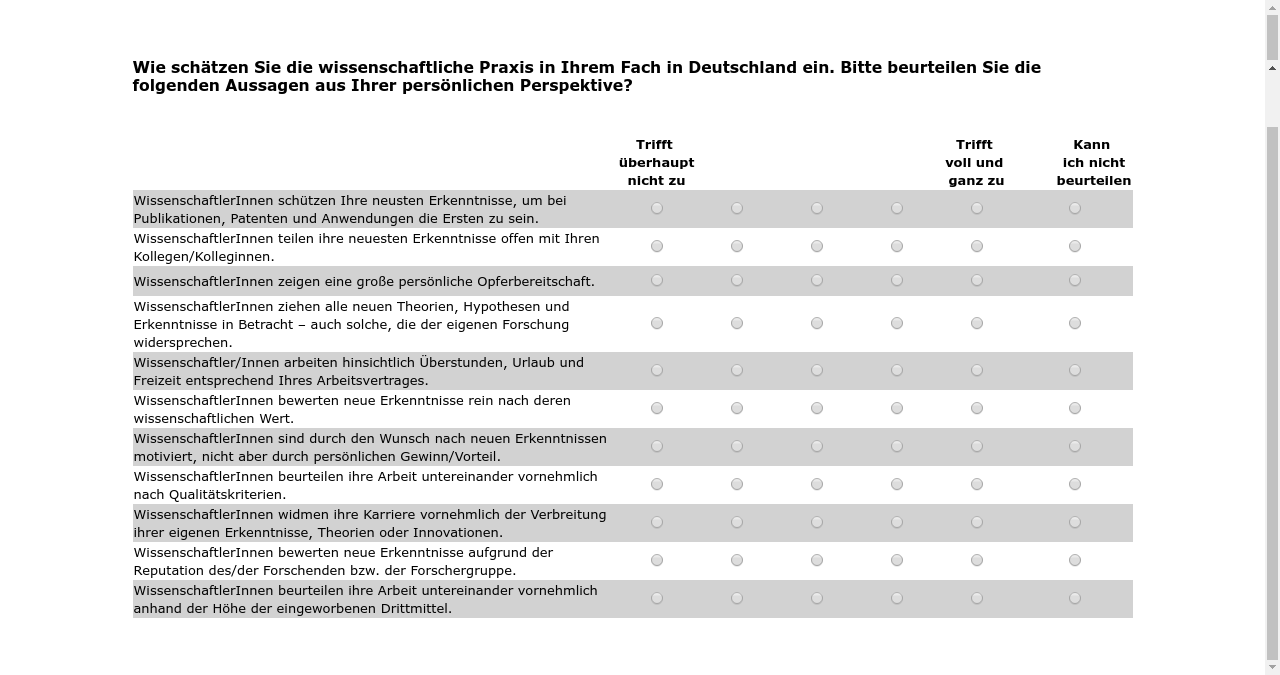 Wie schätzen Sie die wissenschaftliche Praxis in Ihrem Fach in Deutschland ein. Bitte beurteilen Sie die
folgenden Aussagen aus Ihrer persönlichen Perspektive?
Trifft
überhaupt
nicht zu
Trifft
voll und
ganz zu
Kann
ich nicht
beurteilen
WissenschaftlerInnen schützen Ihre neusten Erkenntnisse, um bei
Publikationen, Patenten und Anwendungen die Ersten zu sein.
WissenschaftlerInnen teilen ihre neuesten Erkenntnisse offen mit Ihren
Kollegen/Kolleginnen.
WissenschaftlerInnen zeigen eine große persönliche Opferbereitschaft.
WissenschaftlerInnen ziehen alle neuen Theorien, Hypothesen und
Erkenntnisse in Betracht – auch solche, die der eigenen Forschung
widersprechen.
Wissenschaftler/Innen arbeiten hinsichtlich Überstunden, Urlaub und
Freizeit entsprechend Ihres Arbeitsvertrages.
WissenschaftlerInnen bewerten neue Erkenntnisse rein nach deren
wissenschaftlichen Wert.
WissenschaftlerInnen sind durch den Wunsch nach neuen Erkenntnissen
motiviert, nicht aber durch persönlichen Gewinn/Vorteil.
WissenschaftlerInnen beurteilen ihre Arbeit untereinander vornehmlich
nach Qualitätskriterien.
WissenschaftlerInnen widmen ihre Karriere vornehmlich der Verbreitung
ihrer eigenen Erkenntnisse, Theorien oder Innovationen.
WissenschaftlerInnen bewerten neue Erkenntnisse aufgrund der
Reputation des/der Forschenden bzw. der Forschergruppe.
WissenschaftlerInnen beurteilen ihre Arbeit untereinander vornehmlich
anhand der Höhe der eingeworbenen Drittmittel.